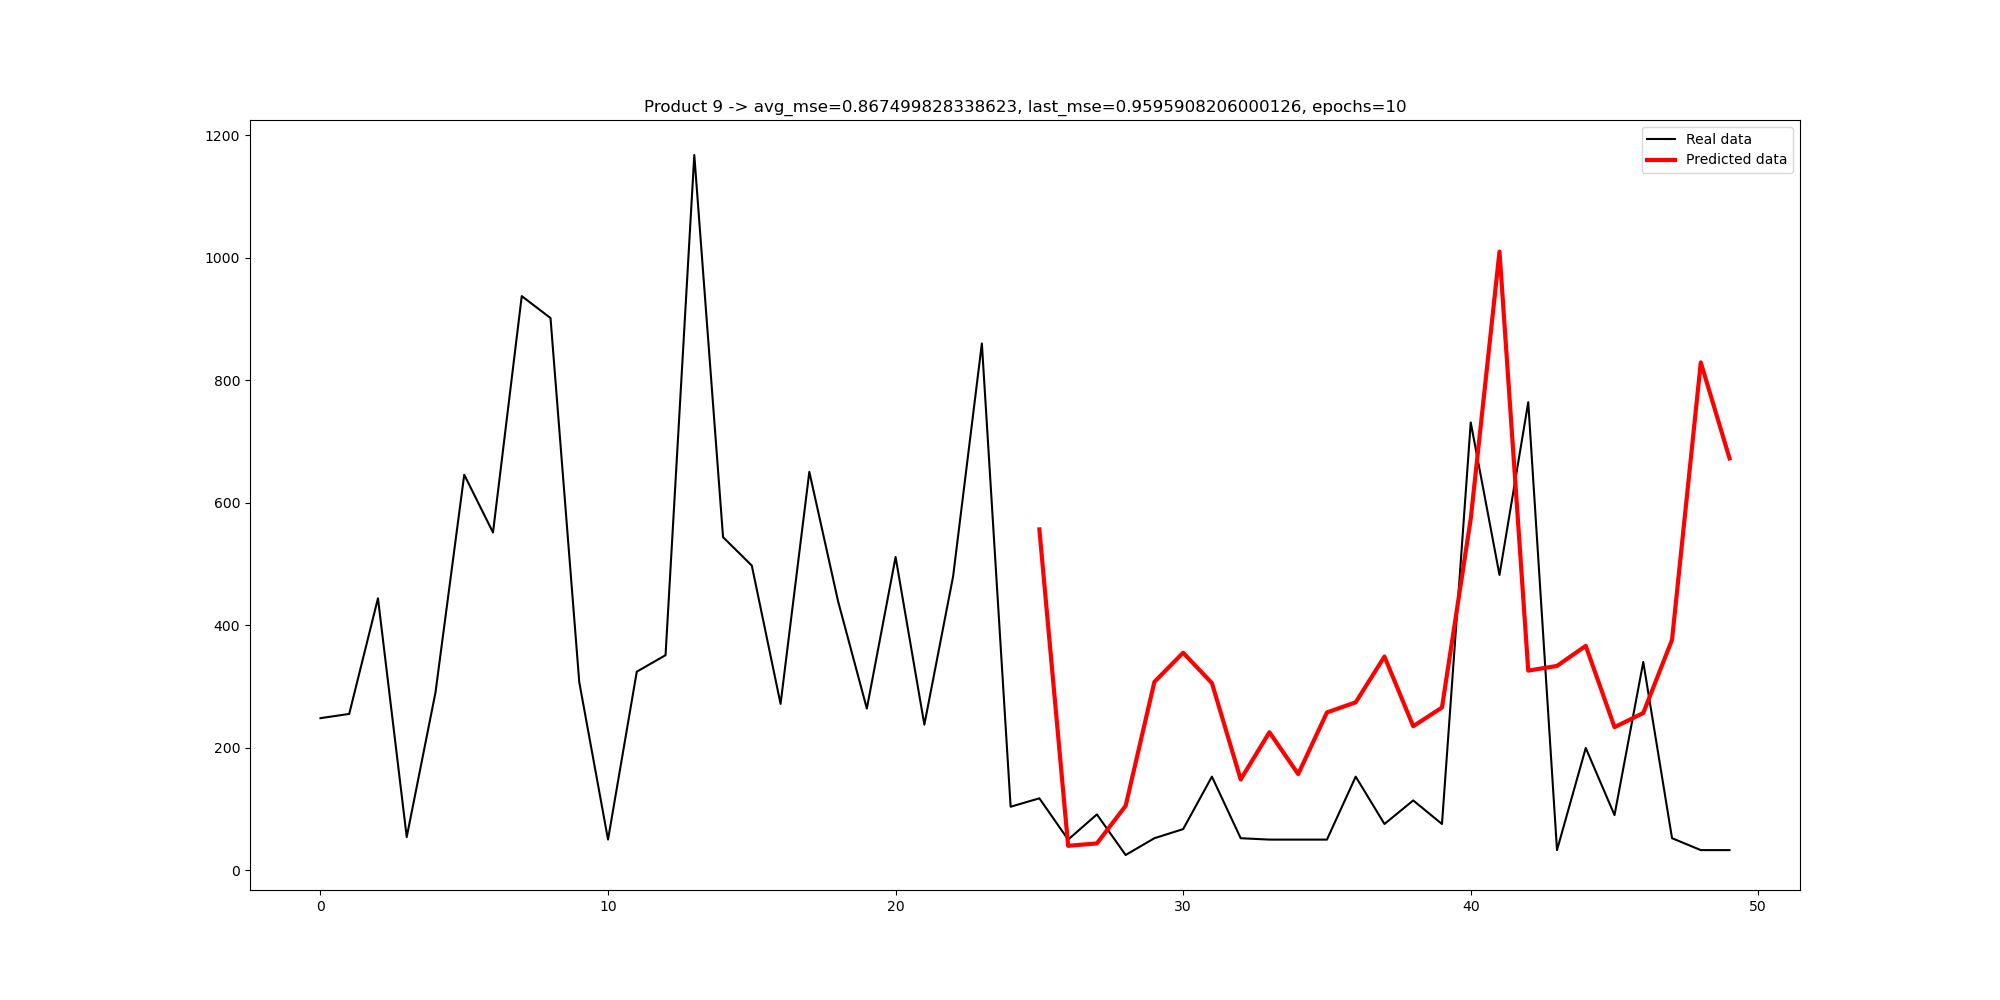 Product 9 -> avg_mse=0.867499828338623, last_mse=0.9595908206000126, epochs=10
Real data
Predicted data
1200
1000
800
600
400
200
0
0 10 20 30 40 50